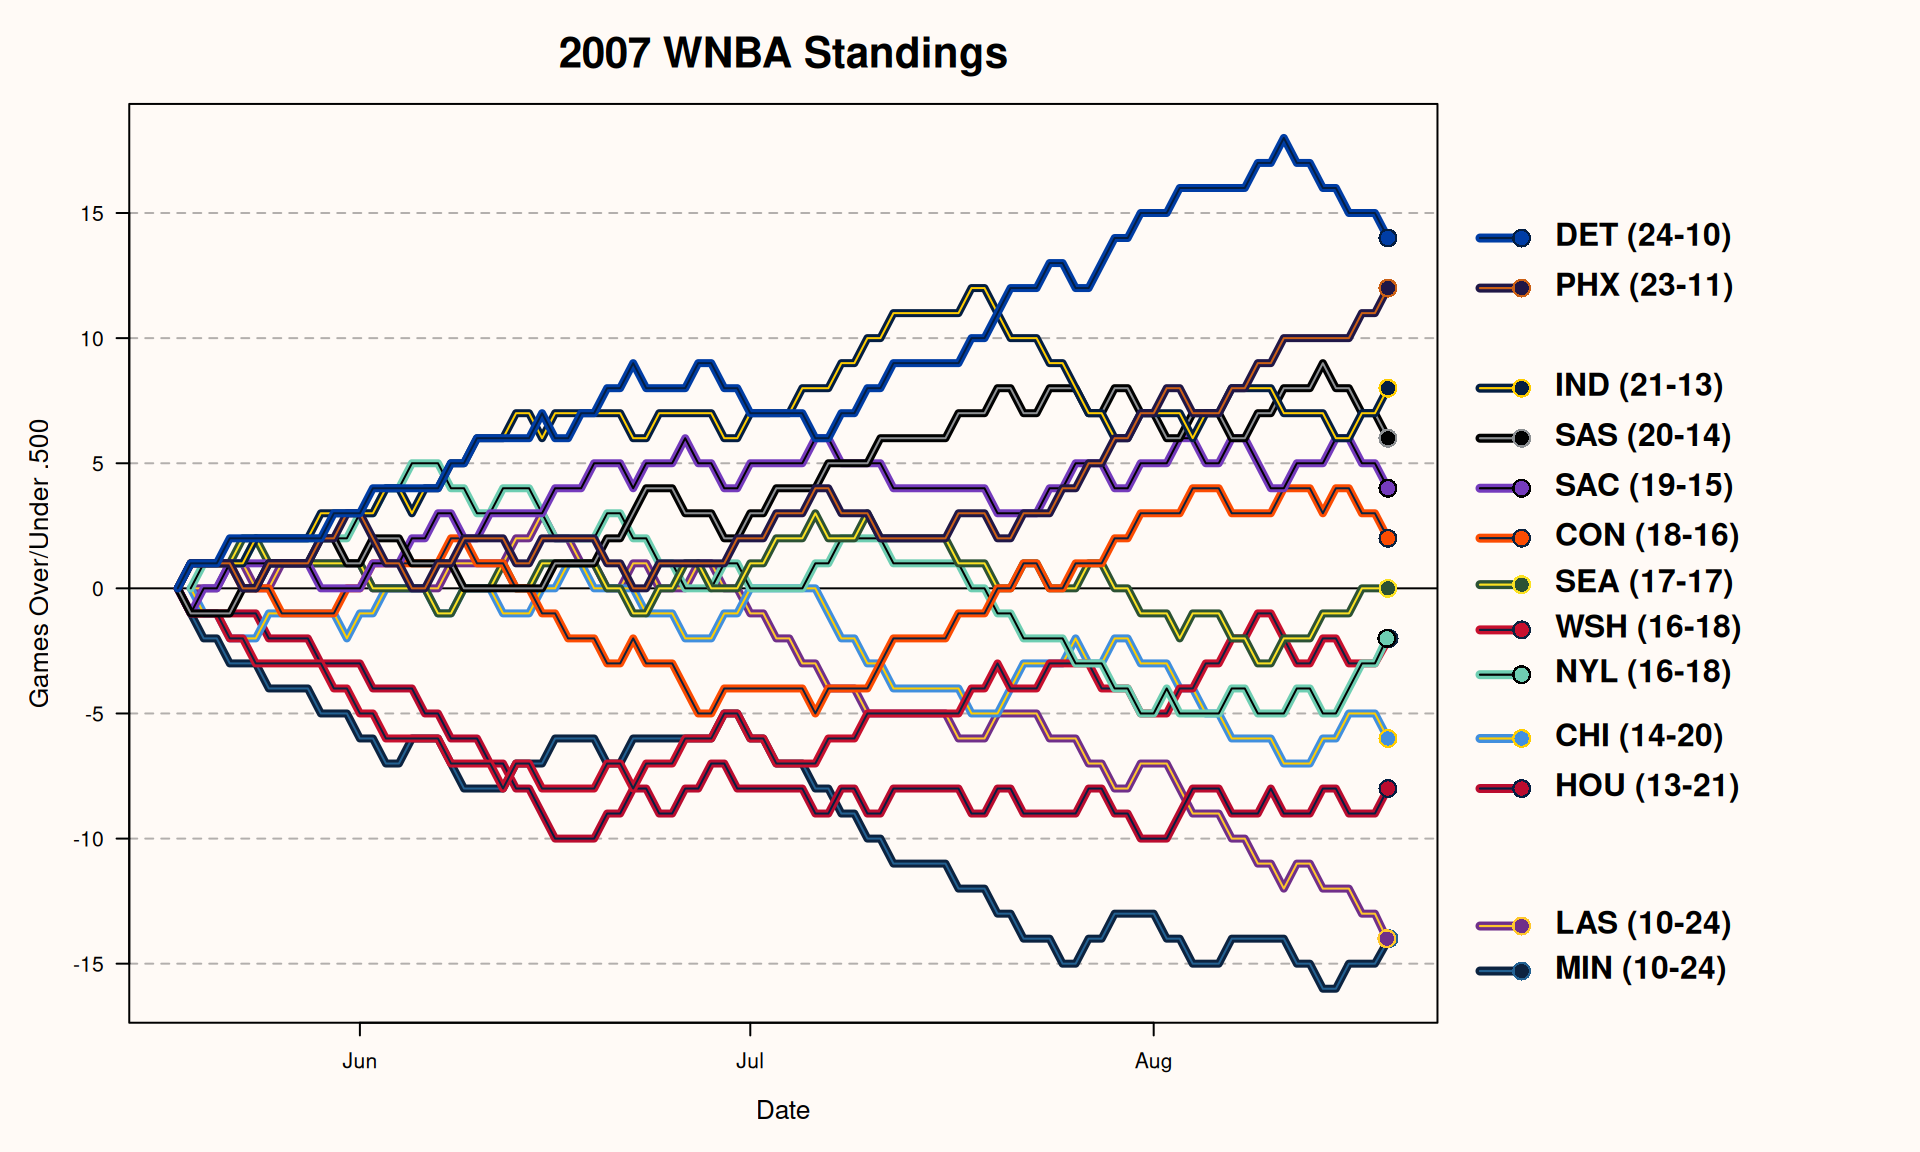 2007 WNBA Standings
Games Over/Under .500
15
10
5
0
-5
-10
-15
Jun
Jul
Aug
Date
DET (24-10)
PHX (23-11)
IND (21-13)
SAS (20-14)
SAC (19-15)
CON (18-16)
SEA (17-17)
WSH (16-18)
NYL (16-18)
CHI (14-20)
HOU (13-21)
LAS (10-24)
MIN (10-24)